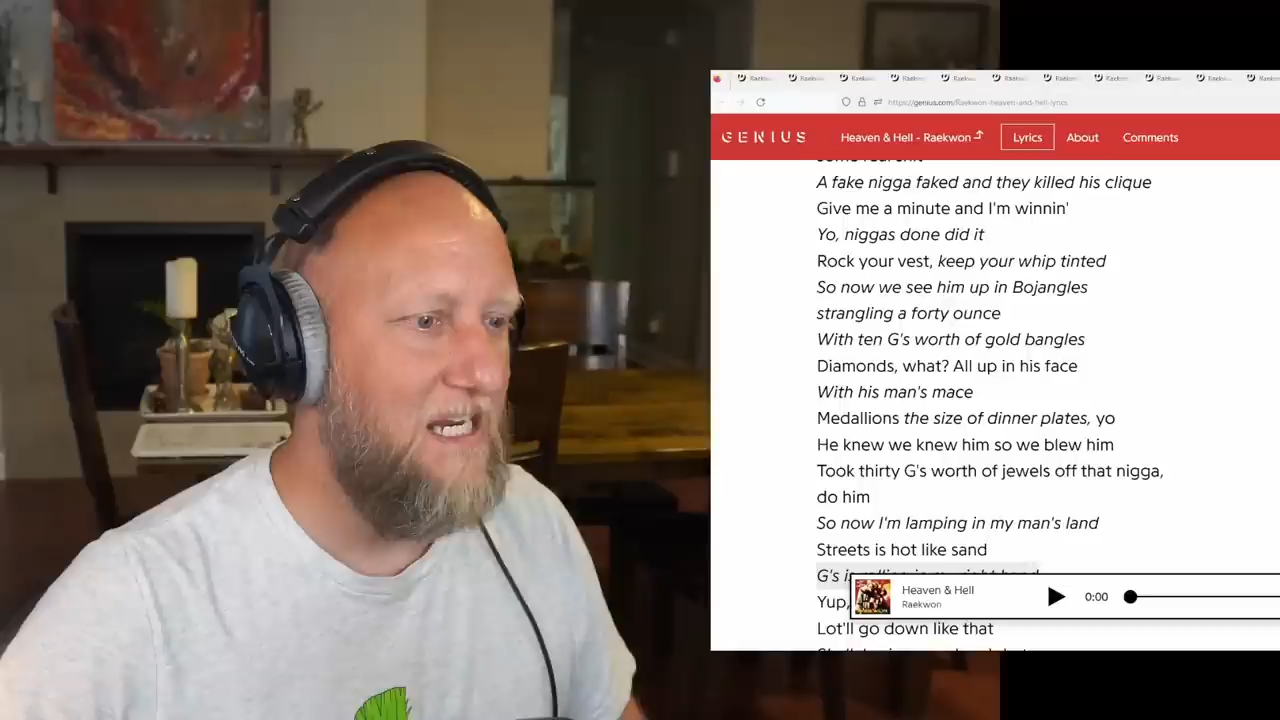 Raekwon
https://genius.com/Raekwon-heaven-and-hell-lyrics
GENIUS
Heaven & Hell - Raekwon
Lyrics
About
Comments
A fake nigga faked and they killed his clique
Give me a minute and I'm winnin'
Yo, niggas done did it
Rock your vest, keep your whip tinted
So now we see him up in Bojangles
strangling a forty ounce
With ten G's worth of gold bangles
Diamonds, what? All up in his face
With his man's mace
Medallions the size of dinner plates, yo
He knew we knew him so we blew him
Took thirty G's worth of jewels off that nigga,
do him
So now I'm lamping in my man's land
Streets is hot like sand
G's
Yup,
Lot'll go down like that
Heaven & Hell
Raekwon
0:00